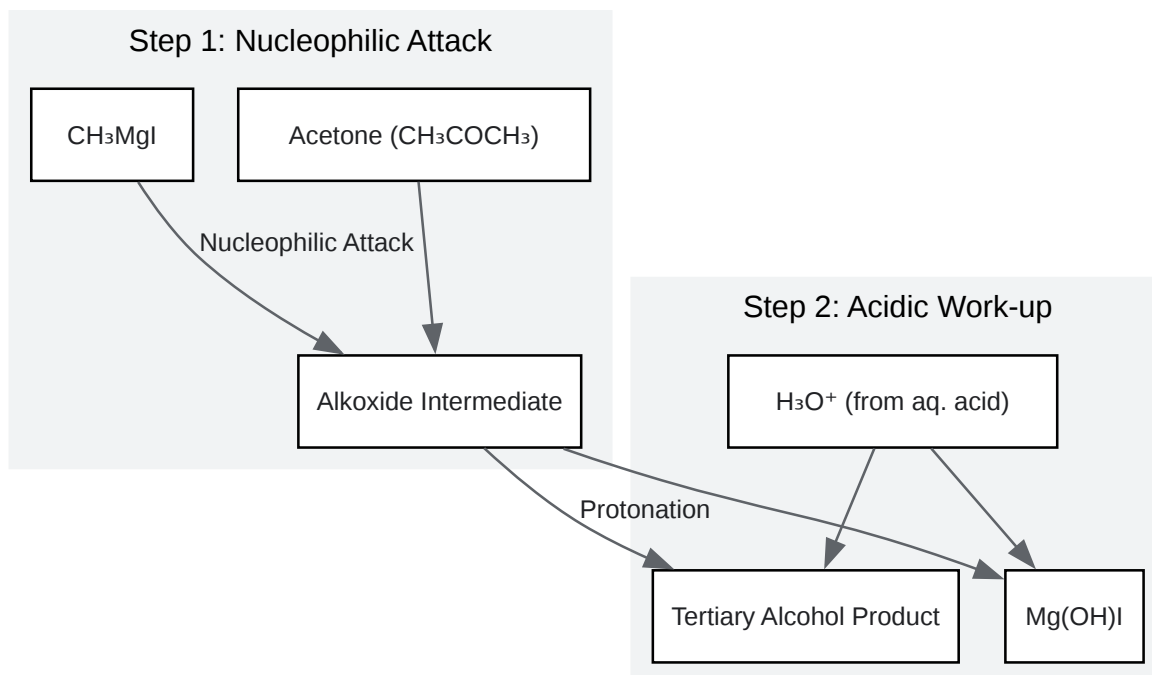 Step 1: Nucleophilic Attack
CH₃MgI
Acetone (CH₃COCH₃)
Nucleophilic Attack
Alkoxide Intermediate
Step 2: Acidic Work-up
H₃O⁺ (from aq. acid)
Protonation
Tertiary Alcohol Product
Mg(OH)I